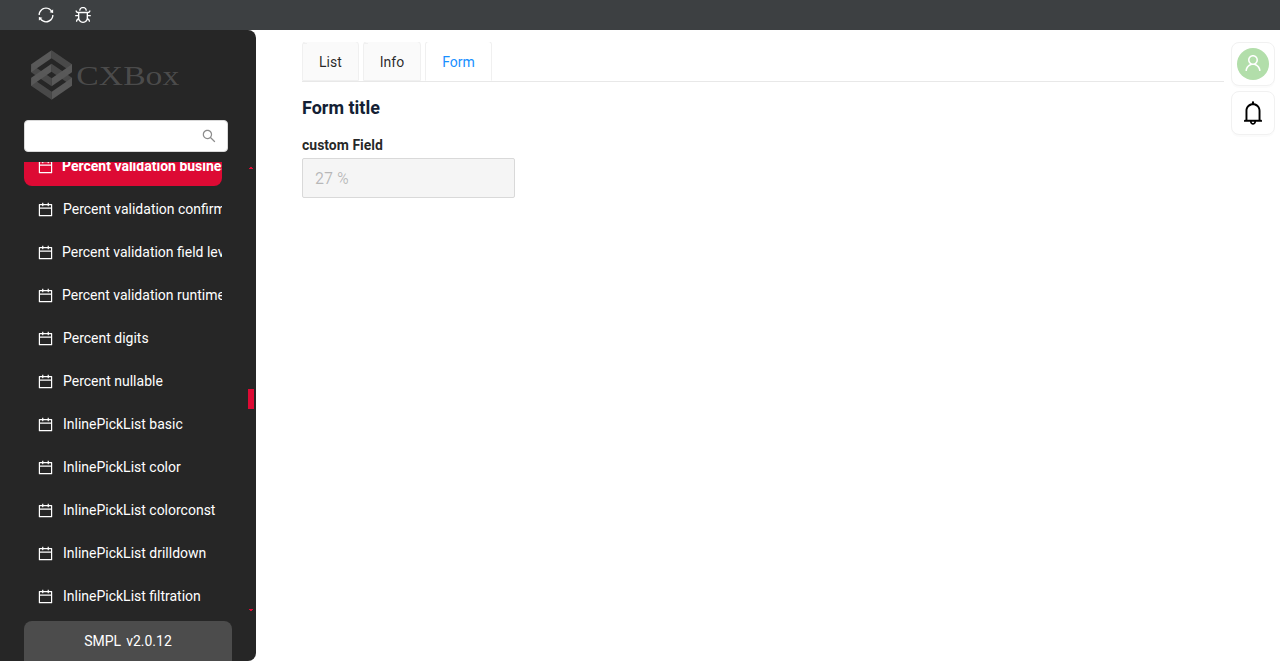 CXBox
List Info Form
Form title
custom Field
27 %
Percent validation busine
Percent validation confirm
Percent validation field lev
Percent validation runtime
Percent digits
Percent nullable
InlinePickList basic
InlinePickList color
InlinePickList colorconst
InlinePickList drilldown
InlinePickList filtration
SMPL v2.0.12